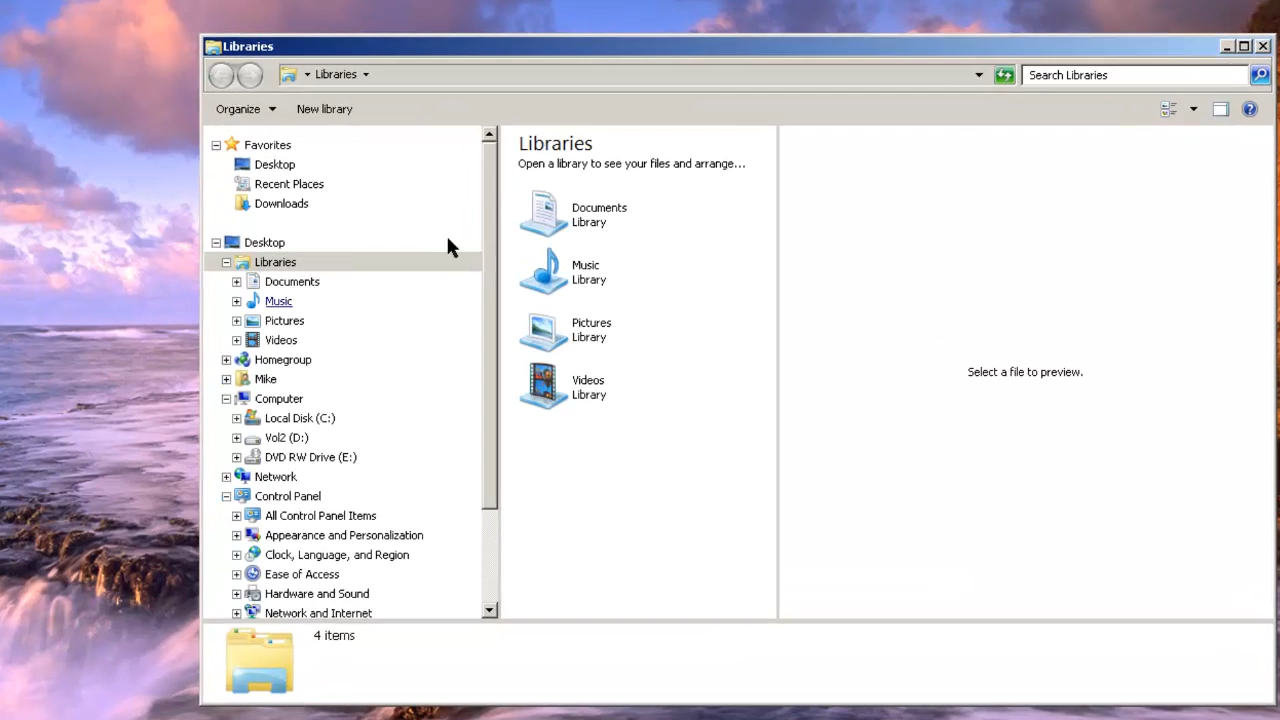 Libraries
Libraries
Search Libraries
Organize
New library
Favorites
Desktop
Recent Places
Downloads
Desktop
Libraries
Documents
Music
Pictures
Videos
Homegroup
Mike
Computer
Local Disk (C:)
Vol2 (D:)
DVD RW Drive (E:)
Network
Control Panel
All Control Panel Items
Appearance and Personalization
Clock, Language, and Region
Ease of Access
Hardware and Sound
Network and Internet
Libraries
Open a library to see your files and arrange...
Documents
Library
Music
Library
Pictures
Library
Videos
Library
Select a file to preview.
4 items